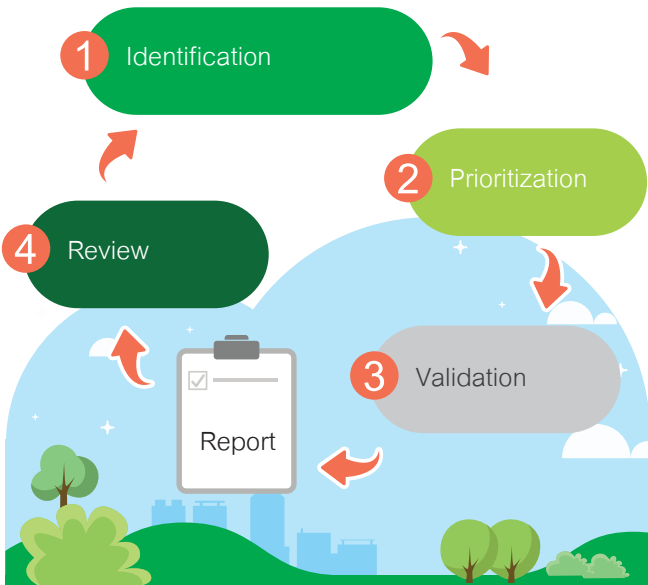 1 Identification
2 Prioritization
3 Validation
Report
4 Review